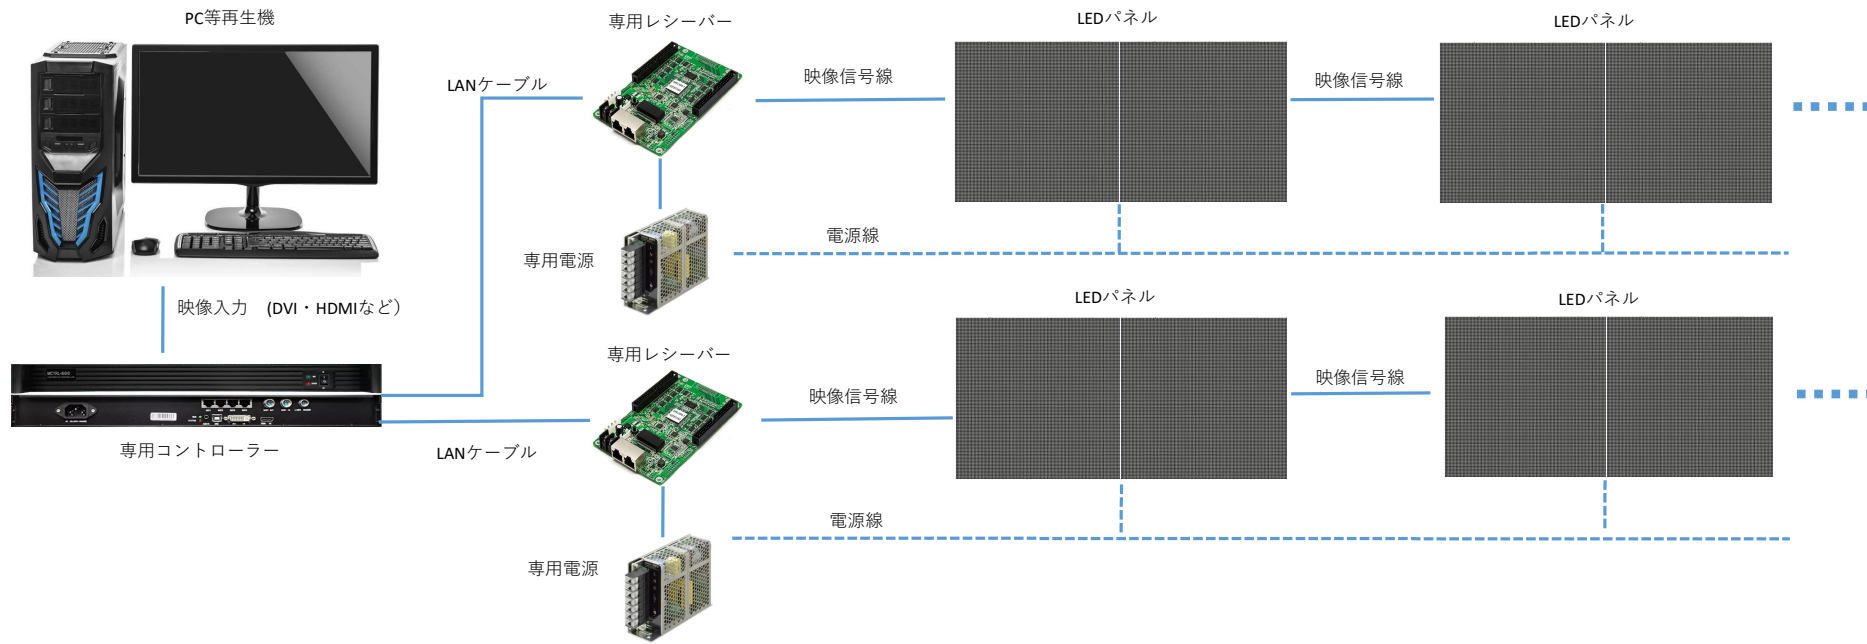 PC等再生機
専用レシーバー
LEDパネル
LEDパネル
LANケーブル
映像信号線
映像信号線
電源線
専用電源
映像入力　(DVI・HDMIなど）
LEDパネル
LEDパネル
専用レシーバー
MCTRL-660
映像信号線
映像信号線
専用コントローラー
LANケーブル
電源線
専用電源